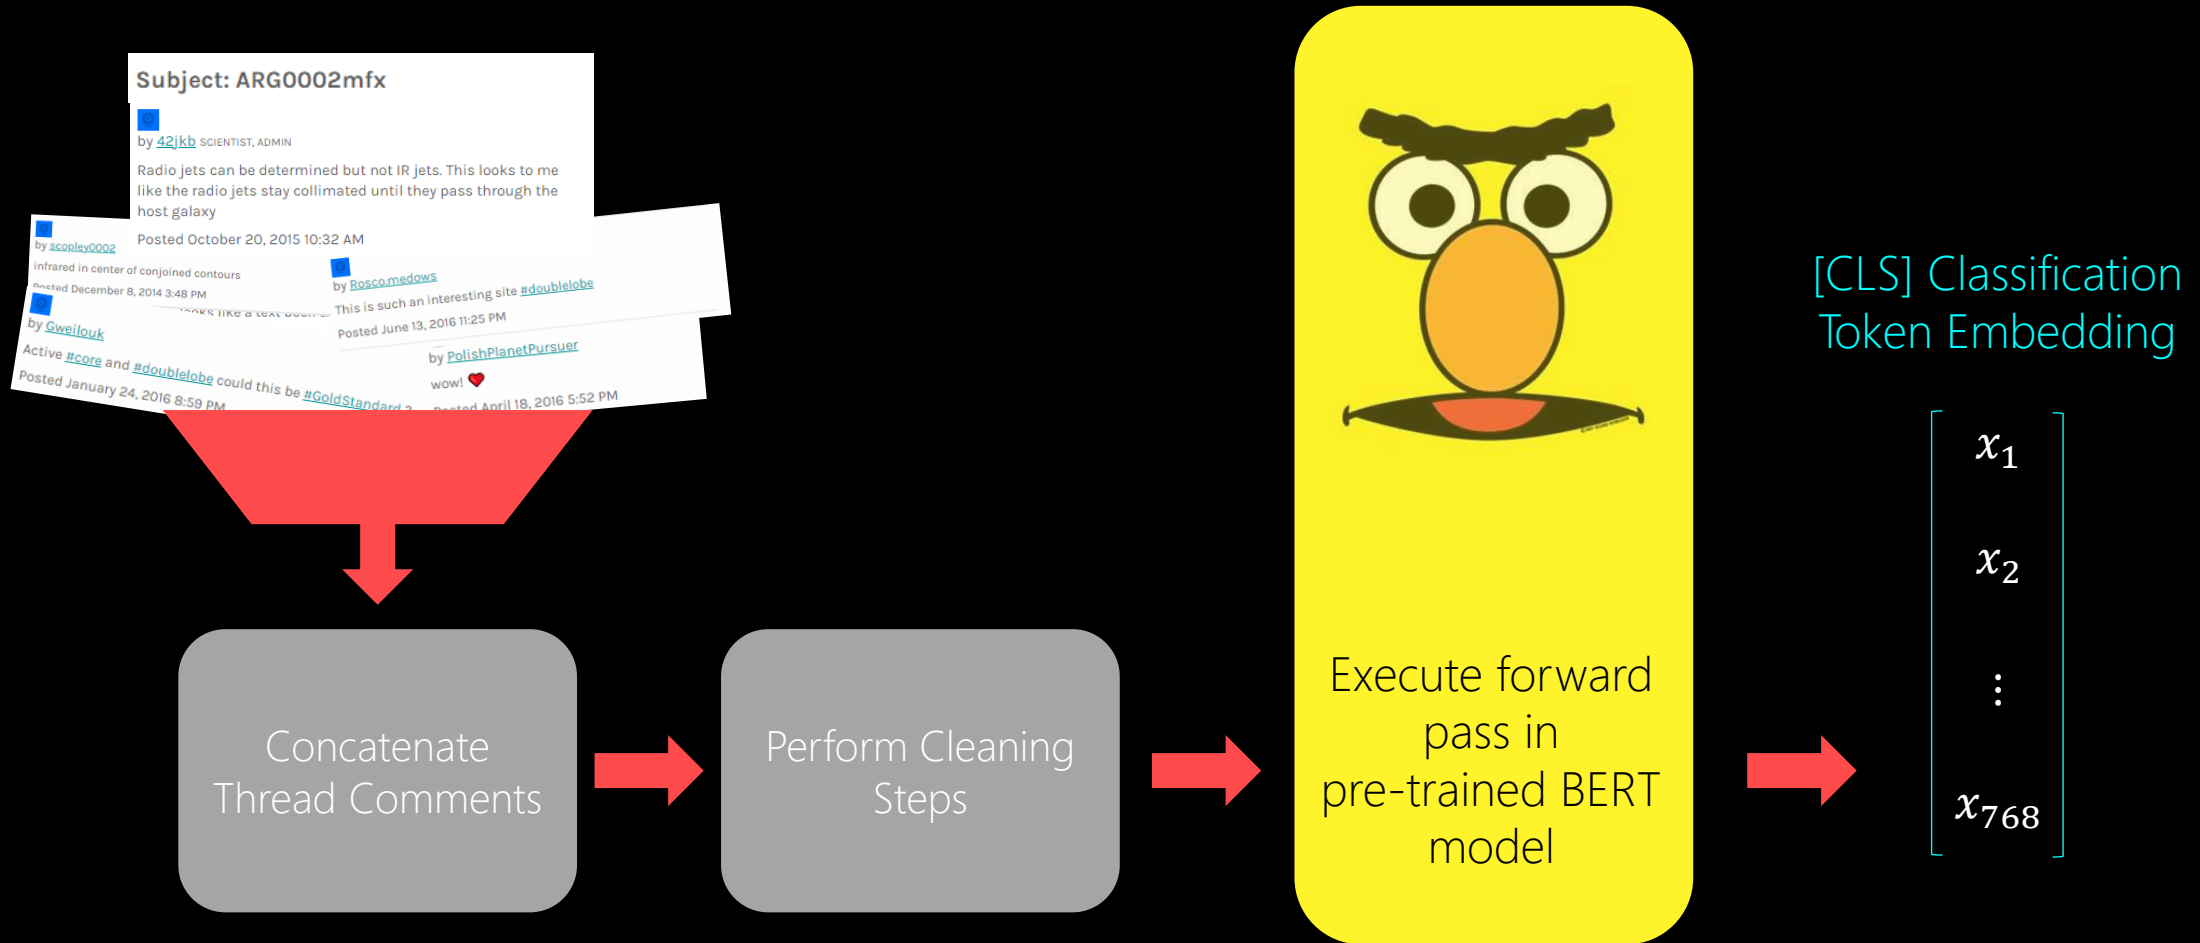 Subject: ARG0002mfx
by 42jkb SCIENTIST, ADMIN
Radio jets can be determined but not IR jets. This looks to me
like the radio jets stay collimated until they pass through the
host galaxy
Posted October 20, 2015 10:32 AM
by scopley0002
infrared in center of conjoined contours
Posted December 8, 2014 3:48 PM
looks like a text book
by Rosco.medows
This is such an interesting site #doublelobe
Posted June 13, 2016 11:25 PM
by Gweilouk
Active #core and #doublelobe could this be #GoldStandard ?
Posted January 24, 2016 8:59 PM
by PolishPlanetPursuer
wow! ❤
Posted April 18, 2016 5:52 PM
Concatenate
Thread Comments
Perform Cleaning
Steps
Execute forward
pass in
pre-trained BERT
model
[CLS] Classification
Token Embedding
x₁
x₂
⋮
x₇₆₈